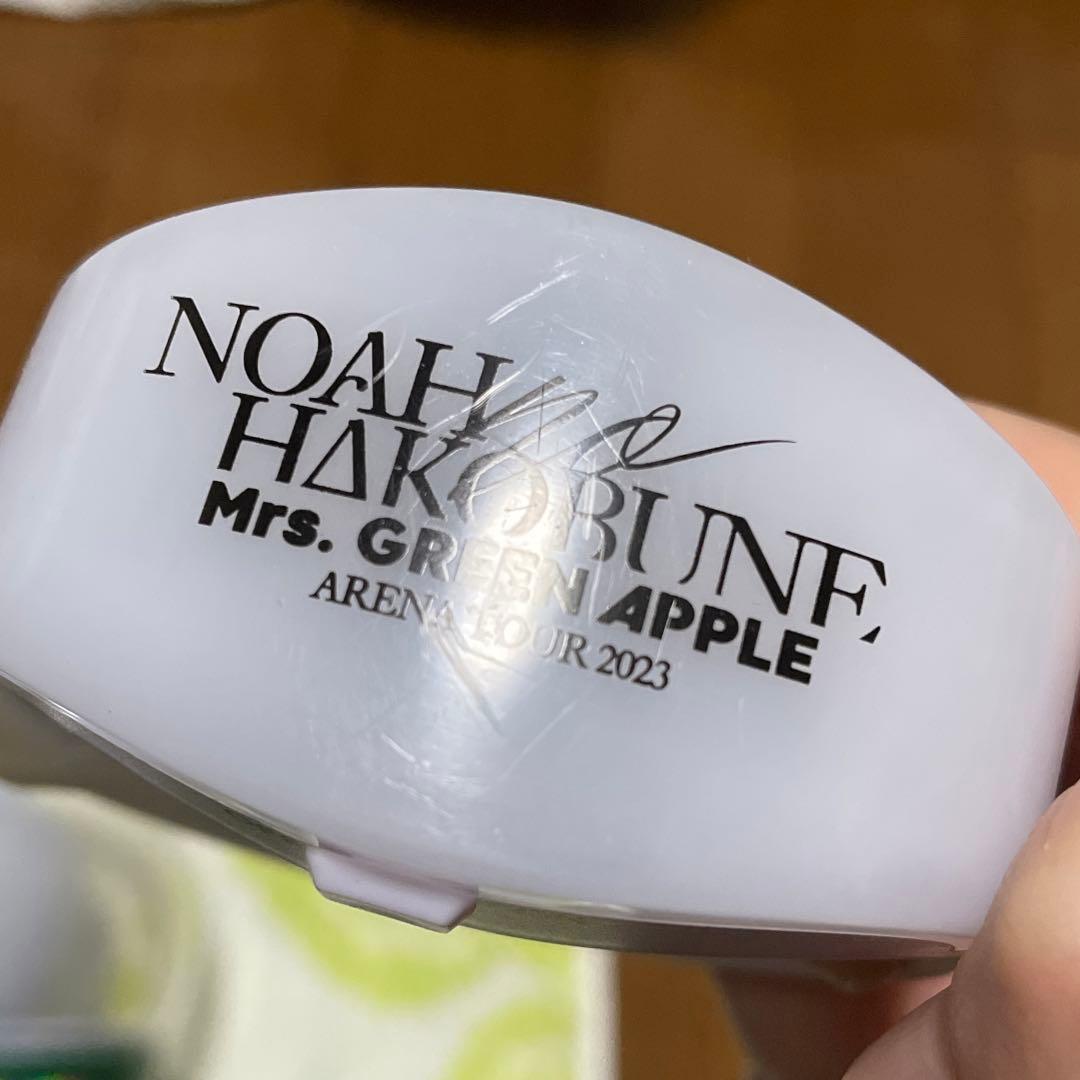 NOAH no
HAKOBUNE
Mrs. GREEN APPLE
ARENA TOUR 2023